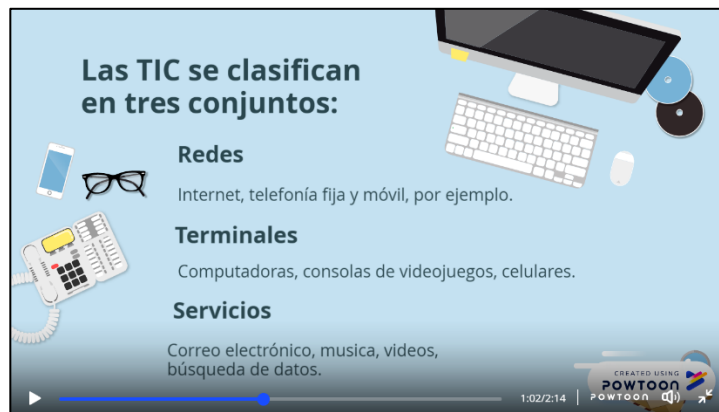 Las TIC se clasifican
en tres conjuntos:
Redes
Internet, telefonía fija y móvil, por ejemplo.
Terminales
Computadoras, consolas de videojuegos, celulares.
Servicios
Correo electrónico, musica, videos,
búsqueda de datos.
CREATED USING
POWTOON
1:02/2:14
POWTOON